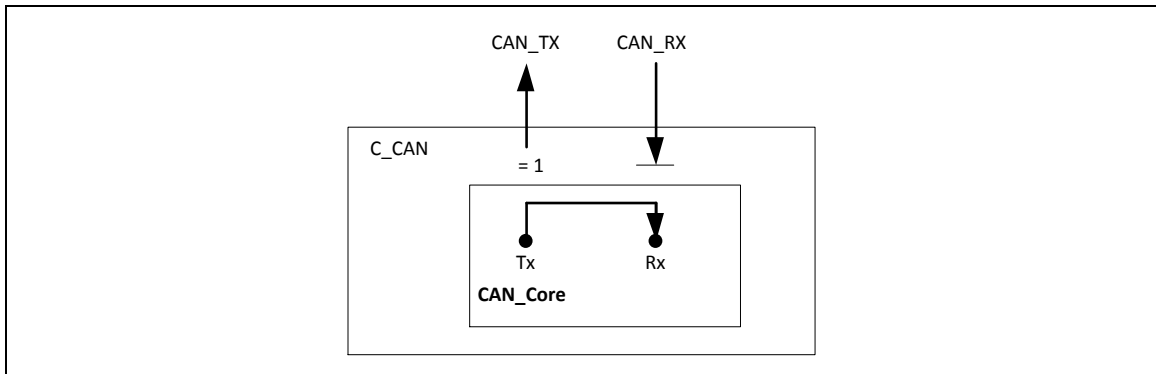 CAN_TX CAN_RX
C_CAN
= 1
Tx Rx
CAN_Core